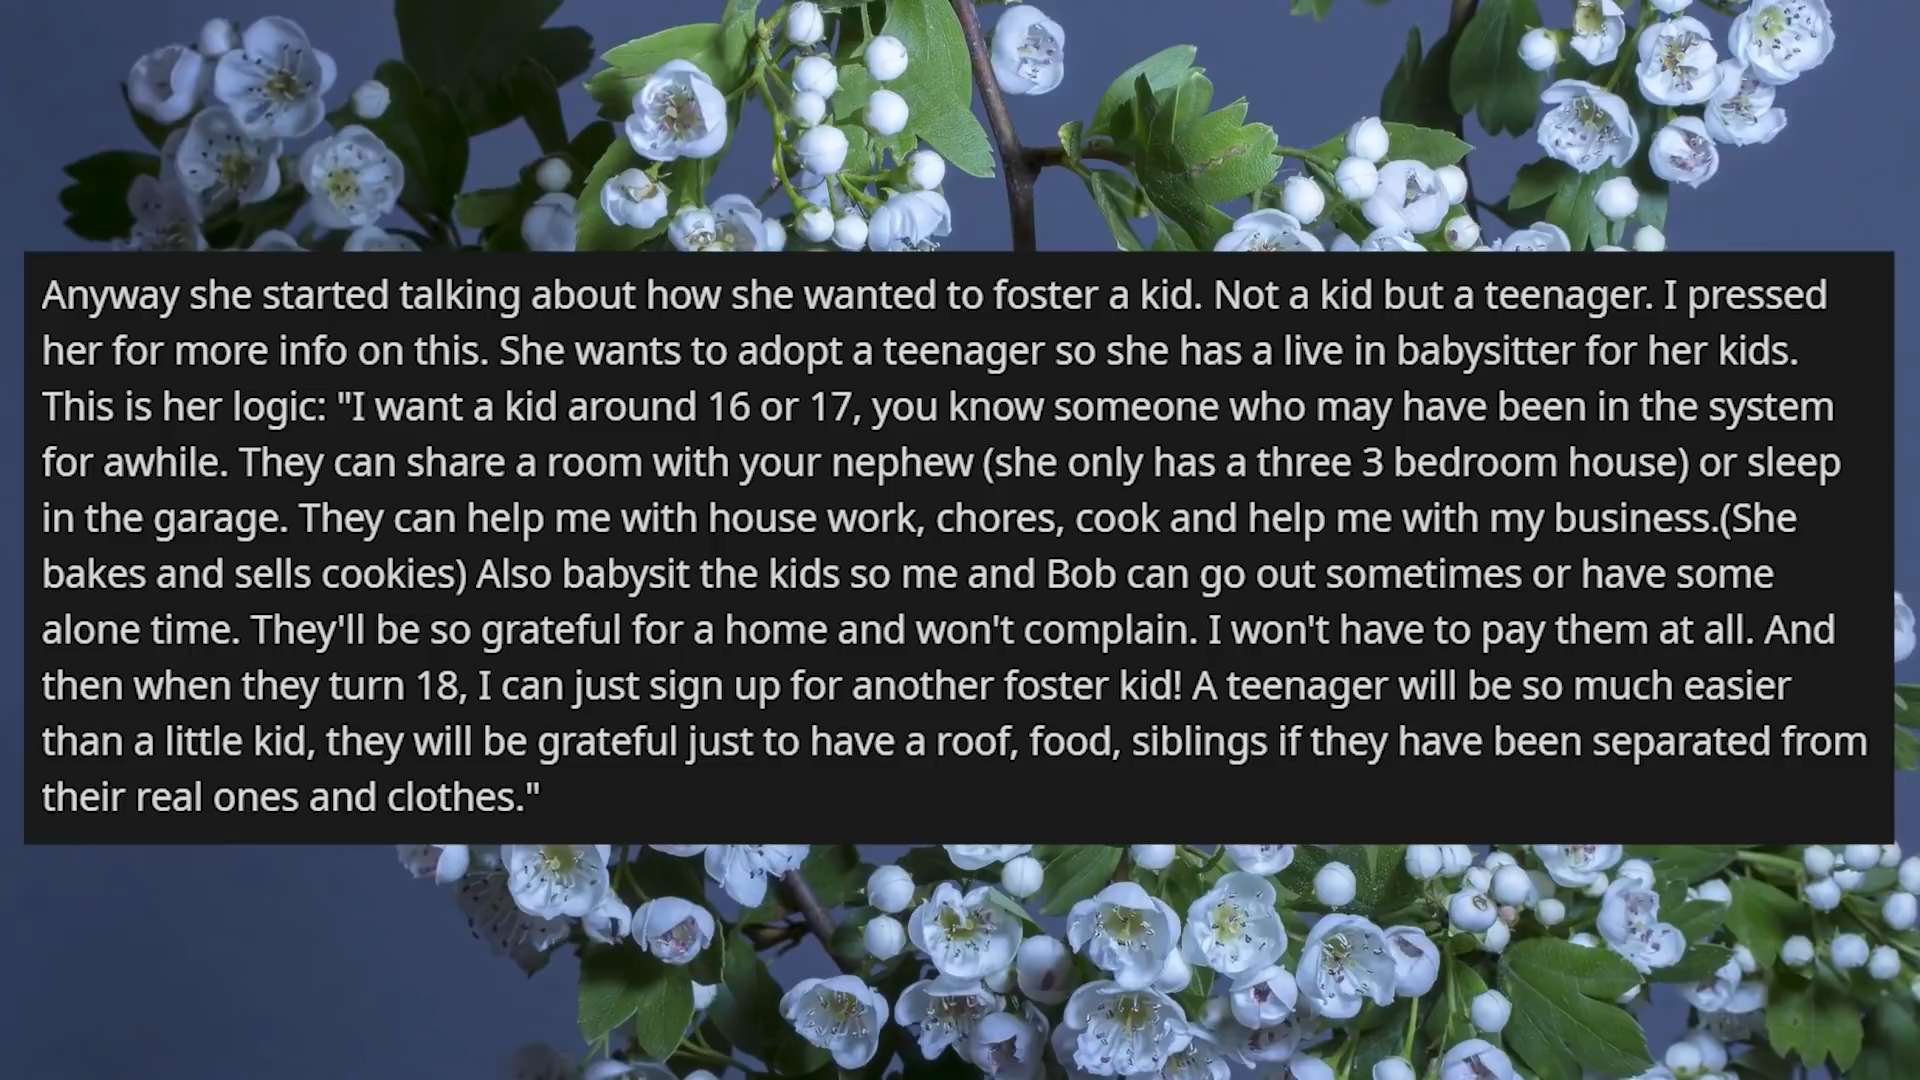 Anyway she started talking about how she wanted to foster a kid. Not a kid but a teenager. I pressed
her for more info on this. She wants to adopt a teenager so she has a live in babysitter for her kids.
This is her logic: "I want a kid around 16 or 17, you know someone who may have been in the system
for awhile. They can share a room with your nephew (she only has a three 3 bedroom house) or sleep
in the garage. They can help me with house work, chores, cook and help me with my business.(She
bakes and sells cookies) Also babysit the kids so me and Bob can go out sometimes or have some
alone time. They'll be so grateful for a home and won't complain. I won't have to pay them at all. And
then when they turn 18, I can just sign up for another foster kid! A teenager will be so much easier
than a little kid, they will be grateful just to have a roof, food, siblings if they have been separated from
their real ones and clothes."